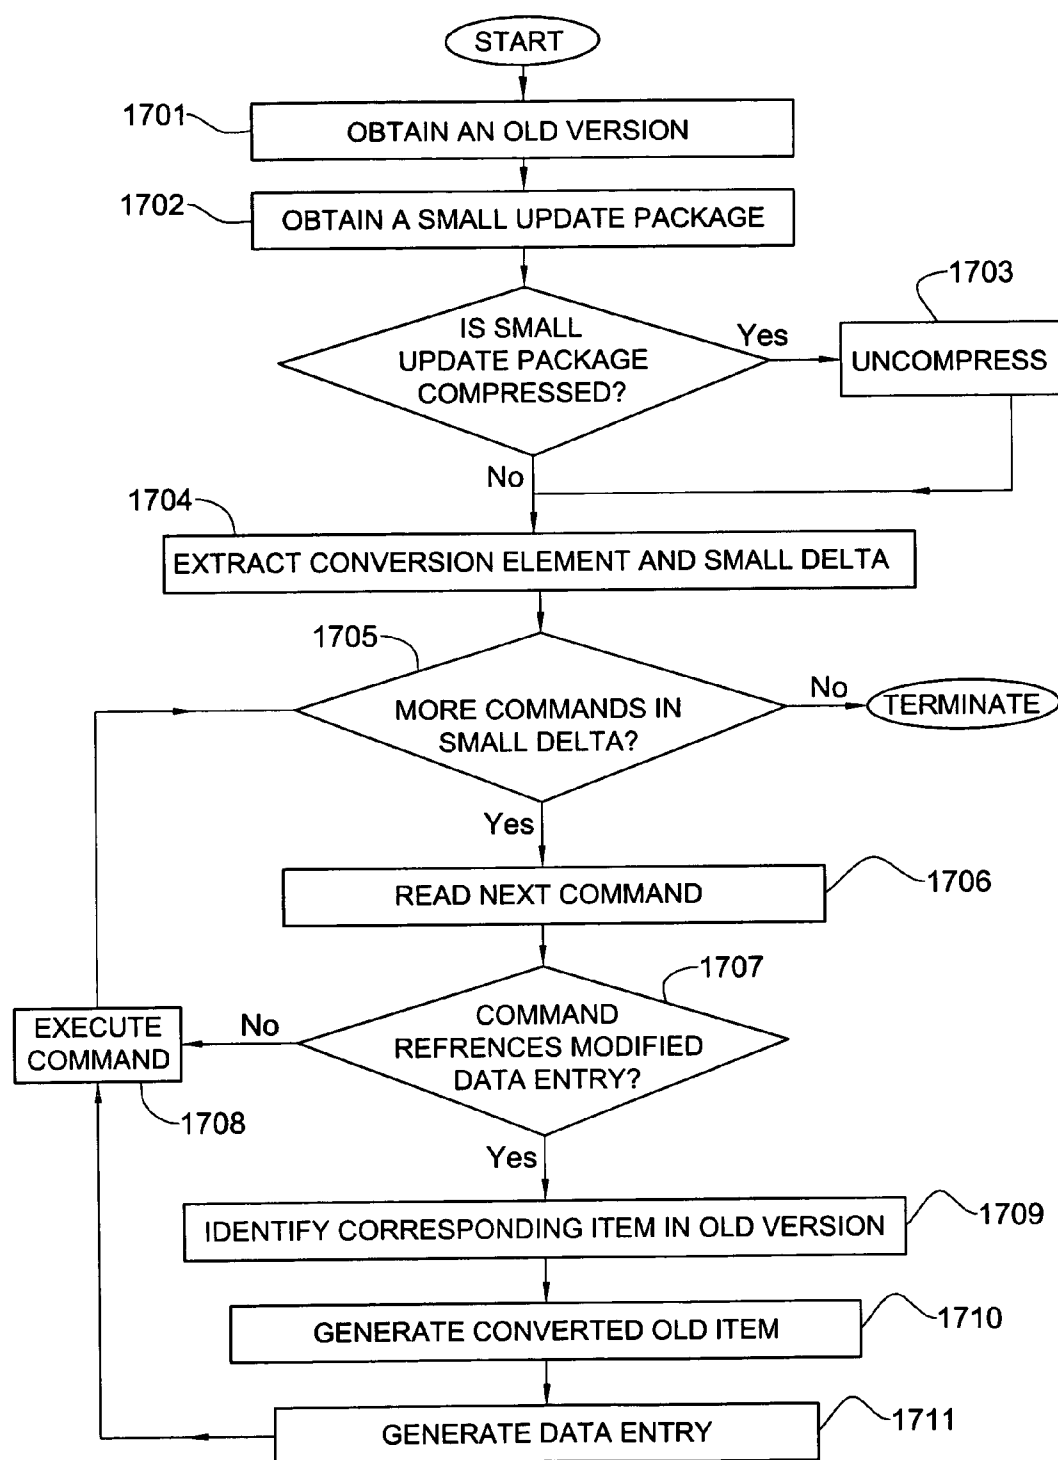 START
1701
OBTAIN AN OLD VERSION
1702
OBTAIN A SMALL UPDATE PACKAGE
1703
IS SMALL
UPDATE PACKAGE
COMPRESSED?
Yes
UNCOMPRESS
No
1704
EXTRACT CONVERSION ELEMENT AND SMALL DELTA
1705
MORE COMMANDS IN
SMALL DELTA?
No
TERMINATE
Yes
READ NEXT COMMAND
1706
1707
COMMAND
REFRENCES MODIFIED
DATA ENTRY?
No
EXECUTE
COMMAND
1708
Yes
IDENTIFY CORRESPONDING ITEM IN OLD VERSION
1709
GENERATE CONVERTED OLD ITEM
1710
GENERATE DATA ENTRY
1711